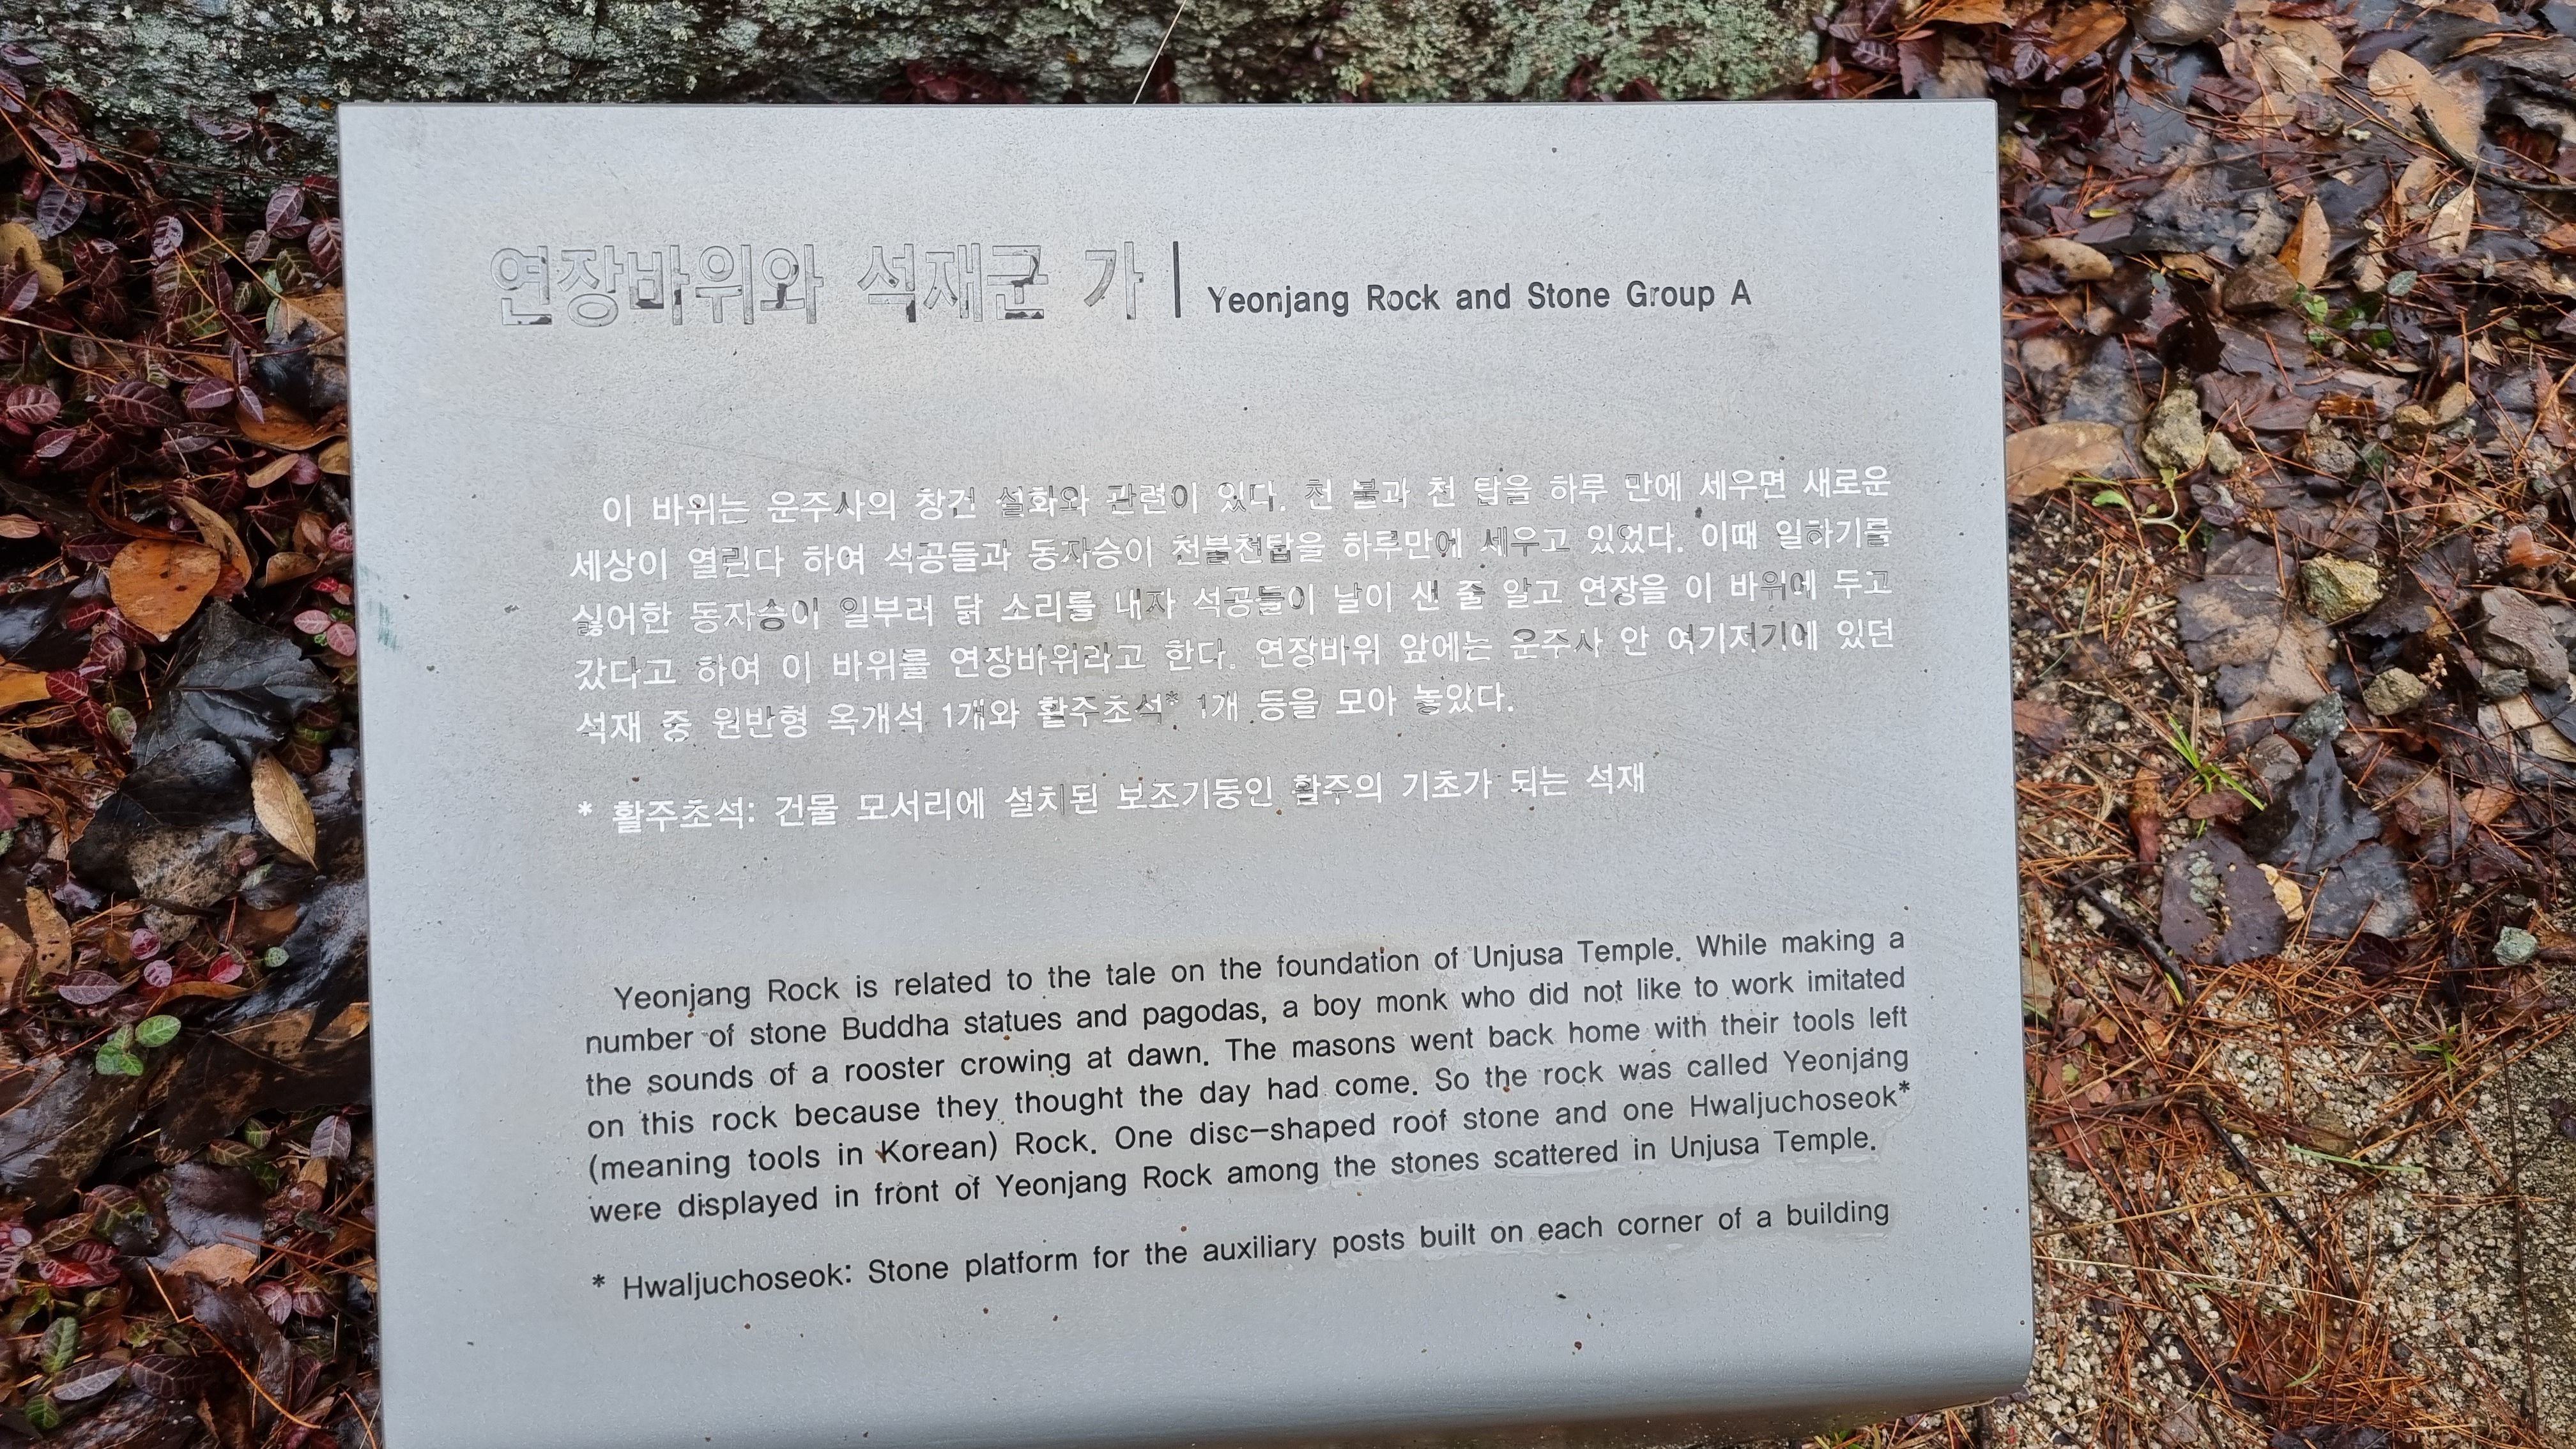 연장바위와 석재군 가 | Yeonjang Rock and Stone Group A
이 바위는 운주사의 창건 설화와 관련이 있다. 천 불과 천 탑을 하루 만에 세우면 새로운
세상이 열린다 하여 석공들과 동자승이 천불천탑을 하루만에 세우고 있었다. 이때 일하기를
싫어한 동자승이 일부러 닭 소리를 내자 석공들이 날이 샌 줄 알고 연장을 이 바위에 두고
갔다고 하여 이 바위를 연장바위라고 한다. 연장바위 앞에는 운주사 안 여기저기에 있던
석재 중 원반형 옥개석 1개와 활주초석* 1개 등을 모아 놓았다.
* 활주초석: 건물 모서리에 설치된 보조기둥인 활주의 기초가 되는 석재
Yeonjang Rock is related to the tale on the foundation of Unjusa Temple. While making a
number of stone Buddha statues and pagodas, a boy monk who did not like to work imitated
the sounds of a rooster crowing at dawn. The masons went back home with their tools left
on this rock because they thought the day had come. So the rock was called Yeonjang
(meaning tools in Korean) Rock. One disc-shaped roof stone and one Hwaljuchoseok*
were displayed in front of Yeonjang Rock among the stones scattered in Unjusa Temple.
* Hwaljuchoseok: Stone platform for the auxiliary posts built on each corner of a building